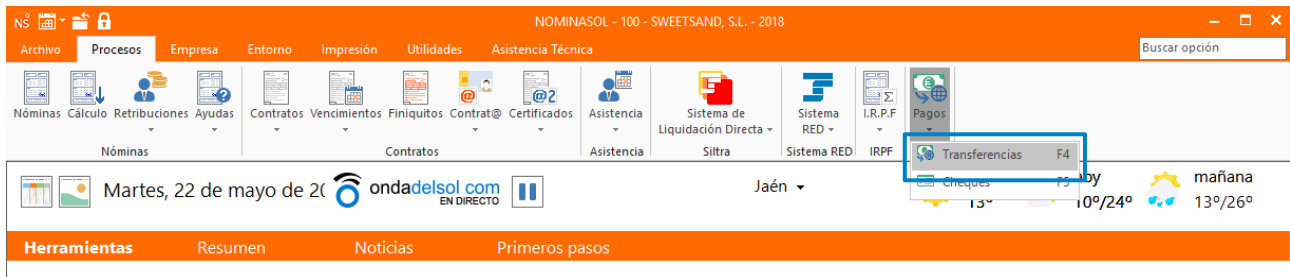 NS NOMINASOL - 100 - SWEETSAND, S.L. - 2018
Archivo Procesos Empresa Entorno Impresión Utilidades Asistencia Técnica Buscar opción
Nóminas Cálculo Retribuciones Ayudas Contratos Vencimientos Finiquitos Contrat@ Certificados Asistencia Sistema de Liquidación Directa Sistema RED I.R.P.F Pagos
Nóminas Contratos Asistencia Siltra Sistema RED IRPF
Transferencias F4
Cheques
Martes, 22 de mayo de 2
ondadelsol com
EN DIRECTO
Jaén
13º
10º/24º
mañana
13º/26º
Herramientas Resumen Noticias Primeros pasos